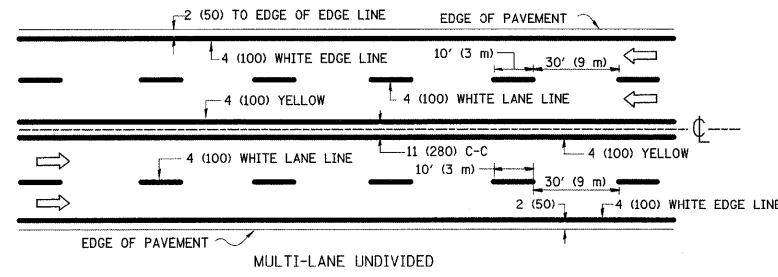 2 (50) TO EDGE OF EDGE LINE
EDGE OF PAVEMENT
4 (100) WHITE EDGE LINE
10' (3 m)
30' (9 m)
4 (100) YELLOW
4 (100) WHITE LANE LINE
4 (100) WHITE LANE LINE
11 (280) C-C
4 (100) YELLOW
10' (3 m)
30' (9 m)
2 (50)
4 (100) WHITE EDGE LINE
EDGE OF PAVEMENT
MULTI-LANE UNDIVIDED